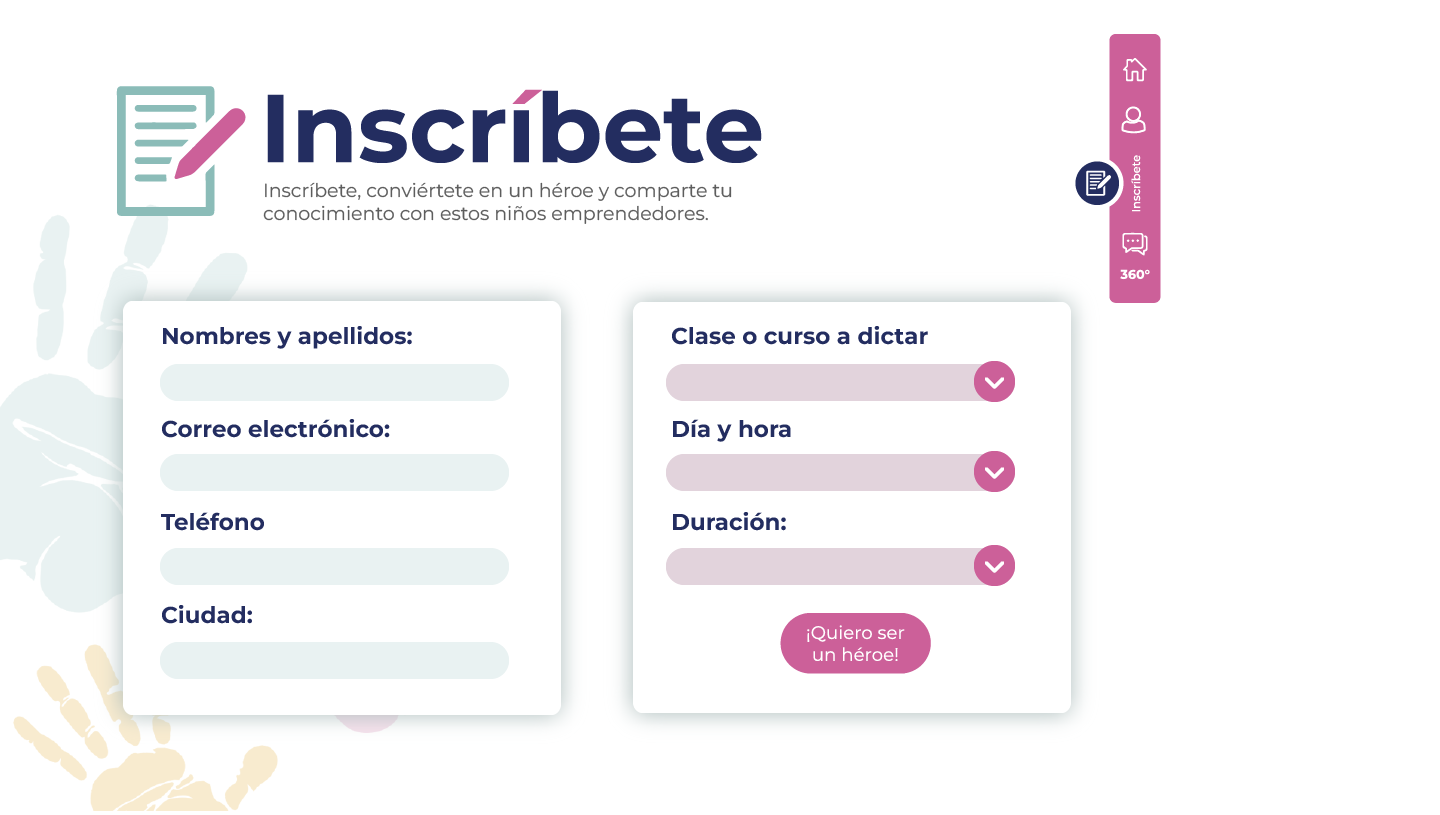 Inscríbete
Inscríbete, conviértete en un héroe y comparte tu
conocimiento con estos niños emprendedores.
Nombres y apellidos:
Correo electrónico:
Teléfono
Ciudad:
Clase o curso a dictar
Día y hora
Duración:
¡Quiero ser
un héroe!
Inscríbete
360°